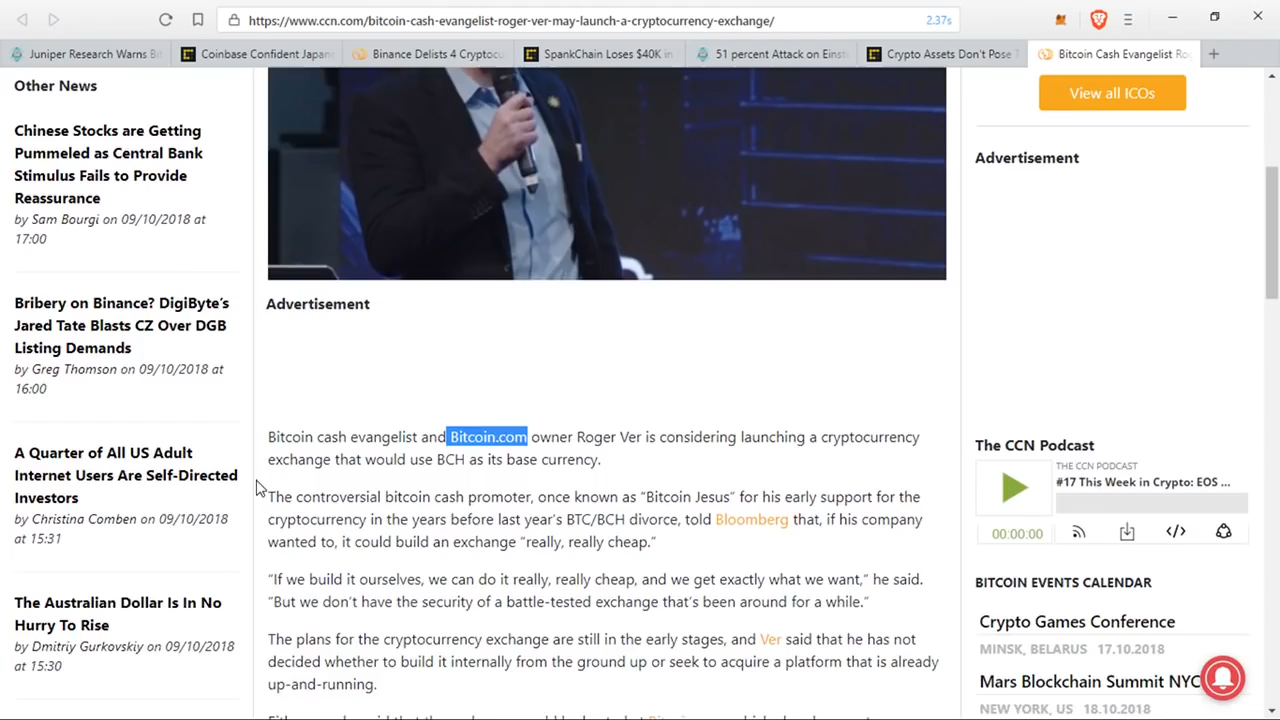 https://www.ccn.com/bitcoin-cash-evangelist-roger-ver-may-launch-a-cryptocurrency-exchange/
2.37s
Juniper Research Warns Bi
Coinbase Confident Japane
Binance Delists 4 Cryptocu
SpankChain Loses $40K in
51 percent Attack on Einste
Crypto Assets Don't Pose T
Bitcoin Cash Evangelist Ro
Other News
Chinese Stocks are Getting
Pummeled as Central Bank
Stimulus Fails to Provide
Reassurance
by Sam Bourgi on 09/10/2018 at
17:00
Bribery on Binance? DigiByte's
Jared Tate Blasts CZ Over DGB
Listing Demands
by Greg Thomson on 09/10/2018 at
16:00
A Quarter of All US Adult
Internet Users Are Self-Directed
Investors
by Christina Comben on 09/10/2018
at 15:31
The Australian Dollar Is In No
Hurry To Rise
by Dmitriy Gurkovskiy on 09/10/2018
at 15:30
Advertisement
Bitcoin cash evangelist and Bitcoin.com owner Roger Ver is considering launching a cryptocurrency
exchange that would use BCH as its base currency.
The controversial bitcoin cash promoter, once known as “Bitcoin Jesus” for his early support for the
cryptocurrency in the years before last year’s BTC/BCH divorce, told Bloomberg that, if his company
wanted to, it could build an exchange “really, really cheap.”
“If we build it ourselves, we can do it really, really cheap, and we get exactly what we want,” he said.
“But we don’t have the security of a battle-tested exchange that’s been around for a while.”
The plans for the cryptocurrency exchange are still in the early stages, and Ver said that he has not
decided whether to build it internally from the ground up or seek to acquire a platform that is already
up-and-running.
View all ICOs
Advertisement
The CCN Podcast
THE CCN PODCAST
#17 This Week in Crypto: EOS ...
00:00:00
BITCOIN EVENTS CALENDAR
Crypto Games Conference
MINSK, BELARUS 17.10.2018
Mars Blockchain Summit NYC
NEW YORK, US 18.10.2018